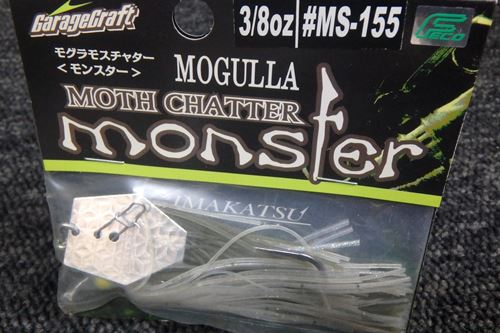 GarageCraft
3/8oz #MS-155
FECO
モグラモスチャター
<モンスター>
MOGULLA
MOTH CHATTER
monster
IMAKATSU